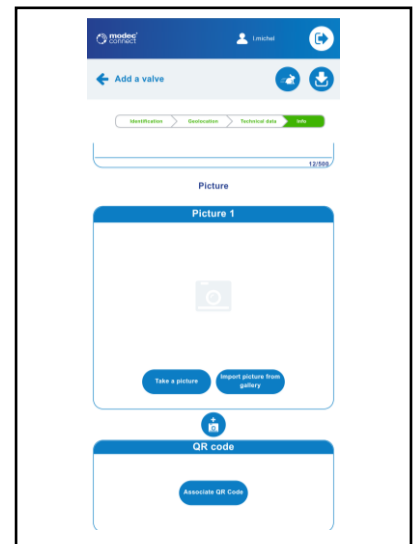 modec
connect
l.michel
Add a valve
Identification
Geolocation
Technical data
Info
12/500
Picture
Picture 1
Take a picture
Import picture from
gallery
QR code
Associate QR Code